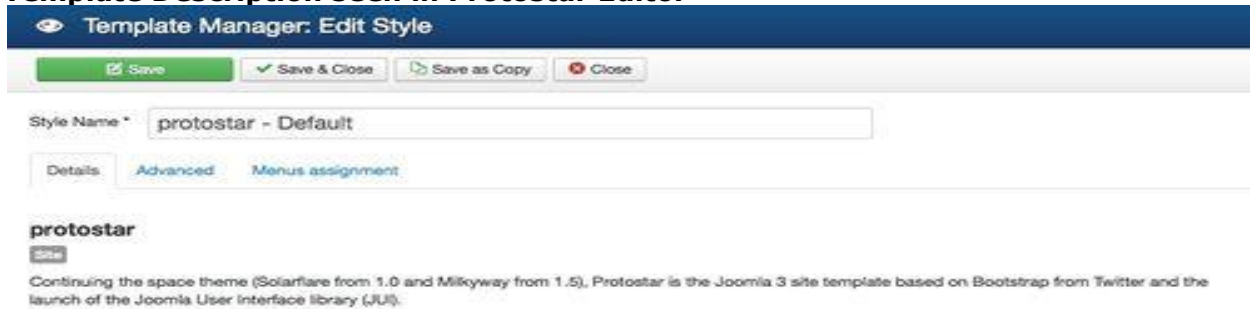 Template Description Seen in Protostar Editor
Template Manager: Edit Style
Save Save & Close Save as Copy Close
Style Name * protostar - Default
Details Advanced Menus assignment
protostar
Site
Continuing the space theme (Solarflare from 1.0 and Milkyway from 1.5), Protostar is the Joomla 3 site template based on Bootstrap from Twitter and the
launch of the Joomla User Interface library (JUI).